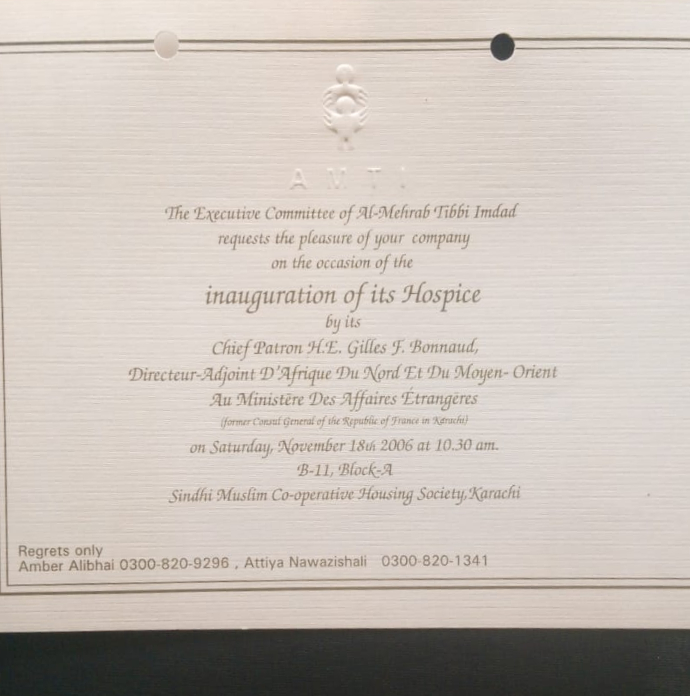 AMTI
The Executive Committee of Al-Mehrab Tibbi Imdad
requests the pleasure of your company
on the occasion of the
inauguration of its Hospice
by its
Chief Patron H.E. Gilles F. Bonnaud,
Directeur-Adjoint D'Afrique Du Nord Et Du Moyen- Orient
Au Ministère Des Affaires Étrangères
(former Consul General of the Republic of France in Karachi)
on Saturday, November 18th 2006 at 10.30 am.
B-11, Block-A
Sindhi Muslim Co-operative Housing Society,Karachi
Regrets only
Amber Alibhai 0300-820-9296 , Attiya Nawazishali 0300-820-1341